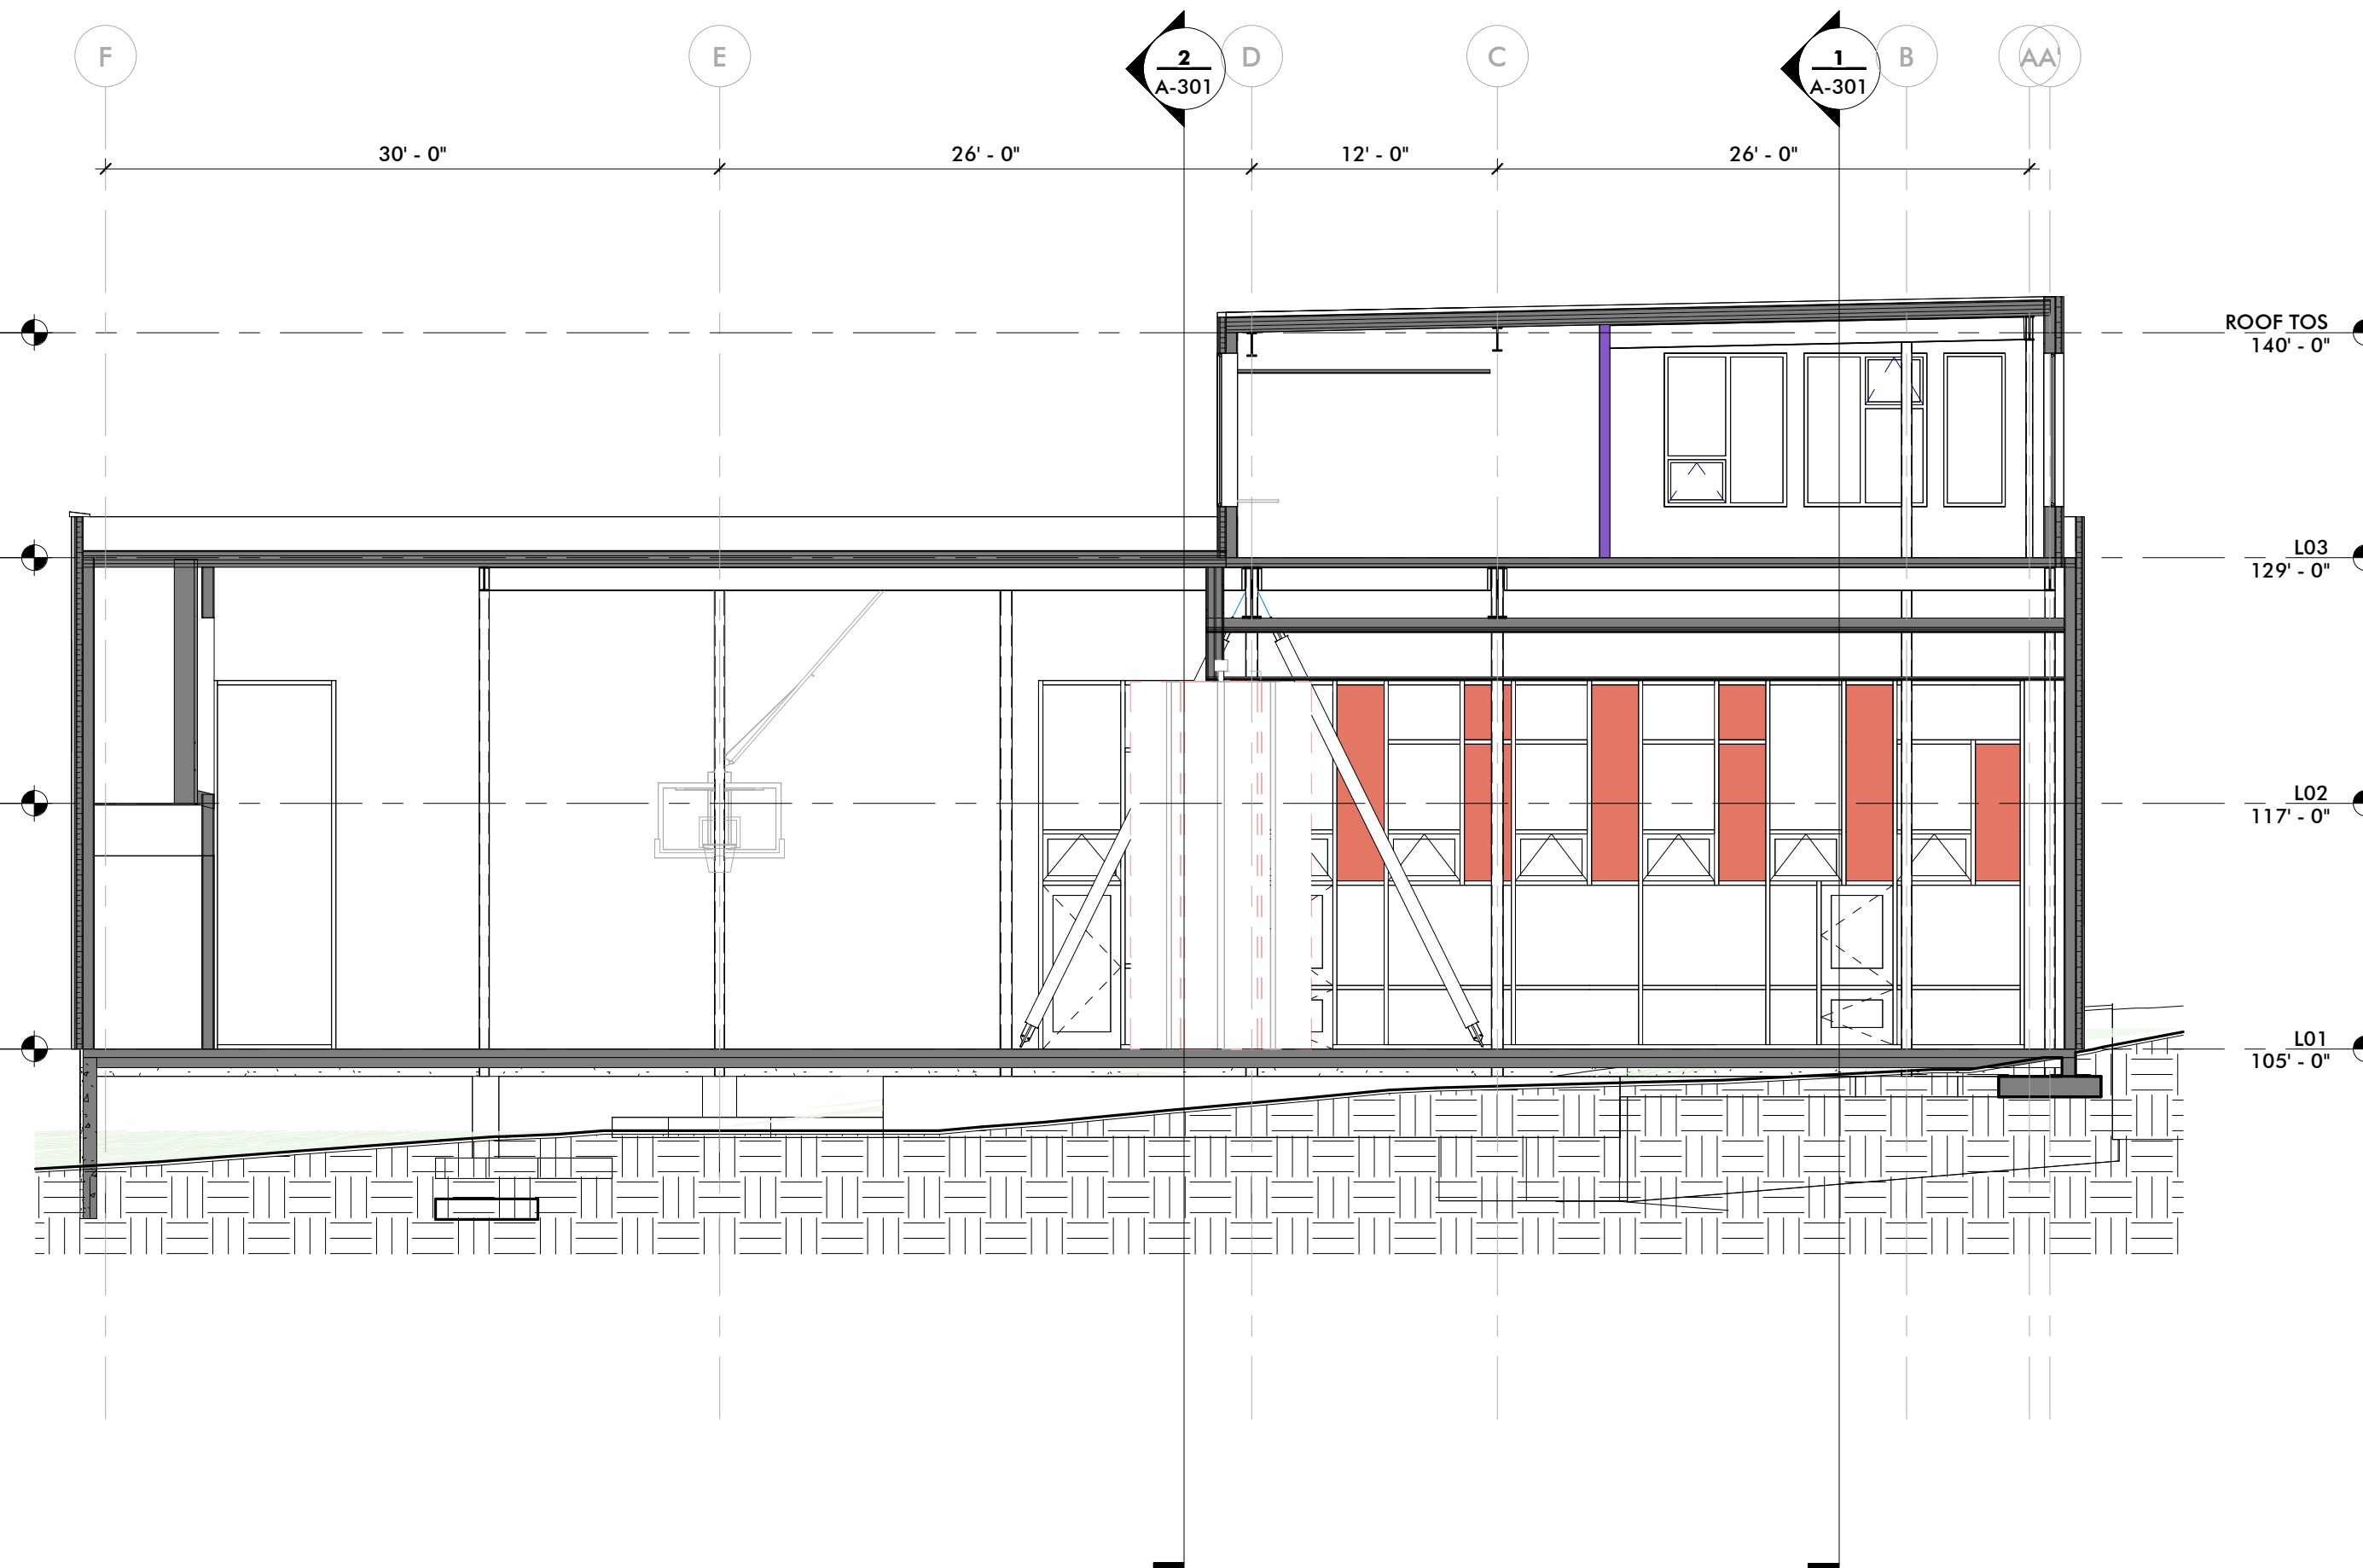 F
E
2
A-301
D
C
1
A-301
B
A
A'
30' - 0"
26' - 0"
12' - 0"
26' - 0"
ROOF TOS
140' - 0"
L03
129' - 0"
L02
117' - 0"
L01
105' - 0"